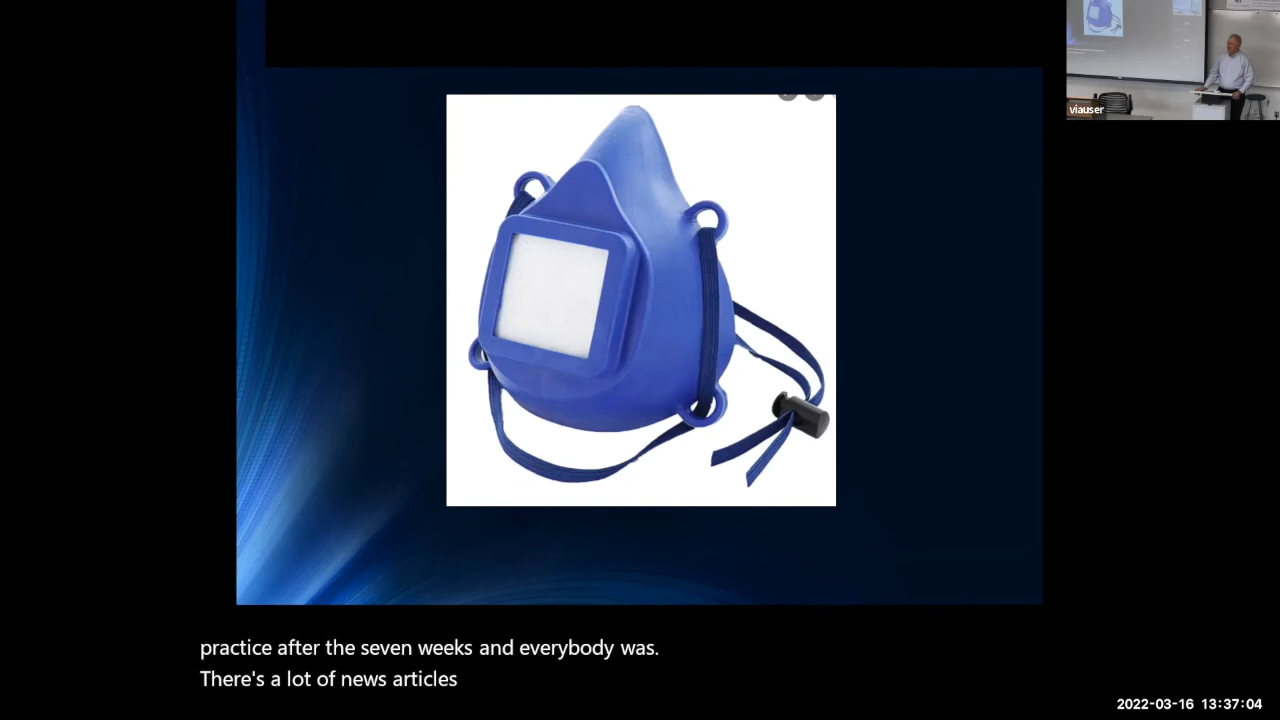 viauser
practice after the seven weeks and everybody was.
There's a lot of news articles
2022-03-16 13:37:04